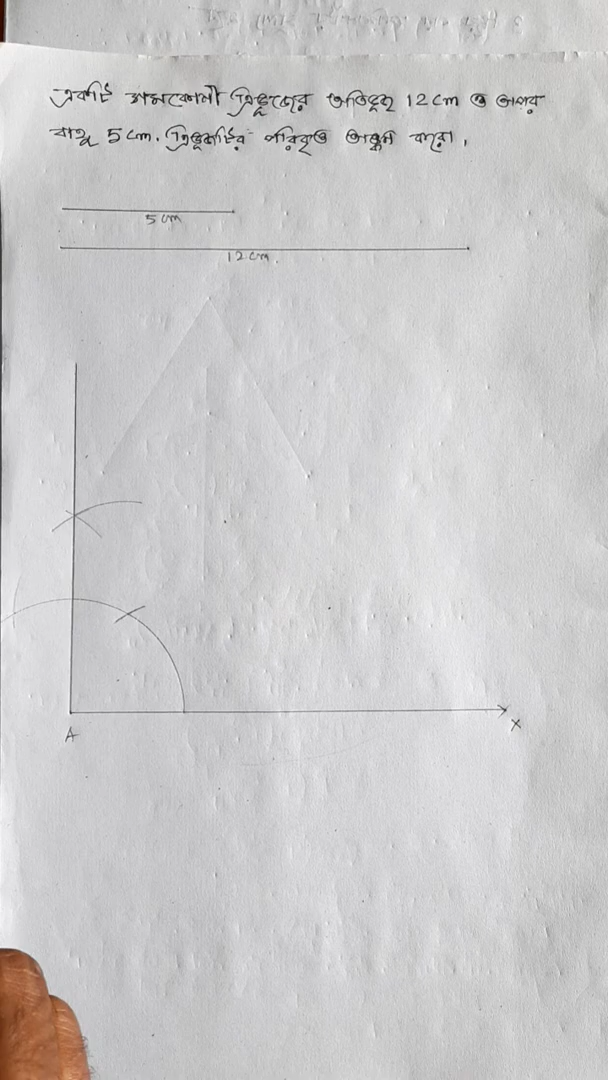 একটি সমকোণী ত্রিভূজের অতিভূজ 12 cm ও অপর
বাহু 5 cm. ত্রিভূজটির পরিবৃত্ত অঙ্কন করো.
5 cm
12 cm.
A
X